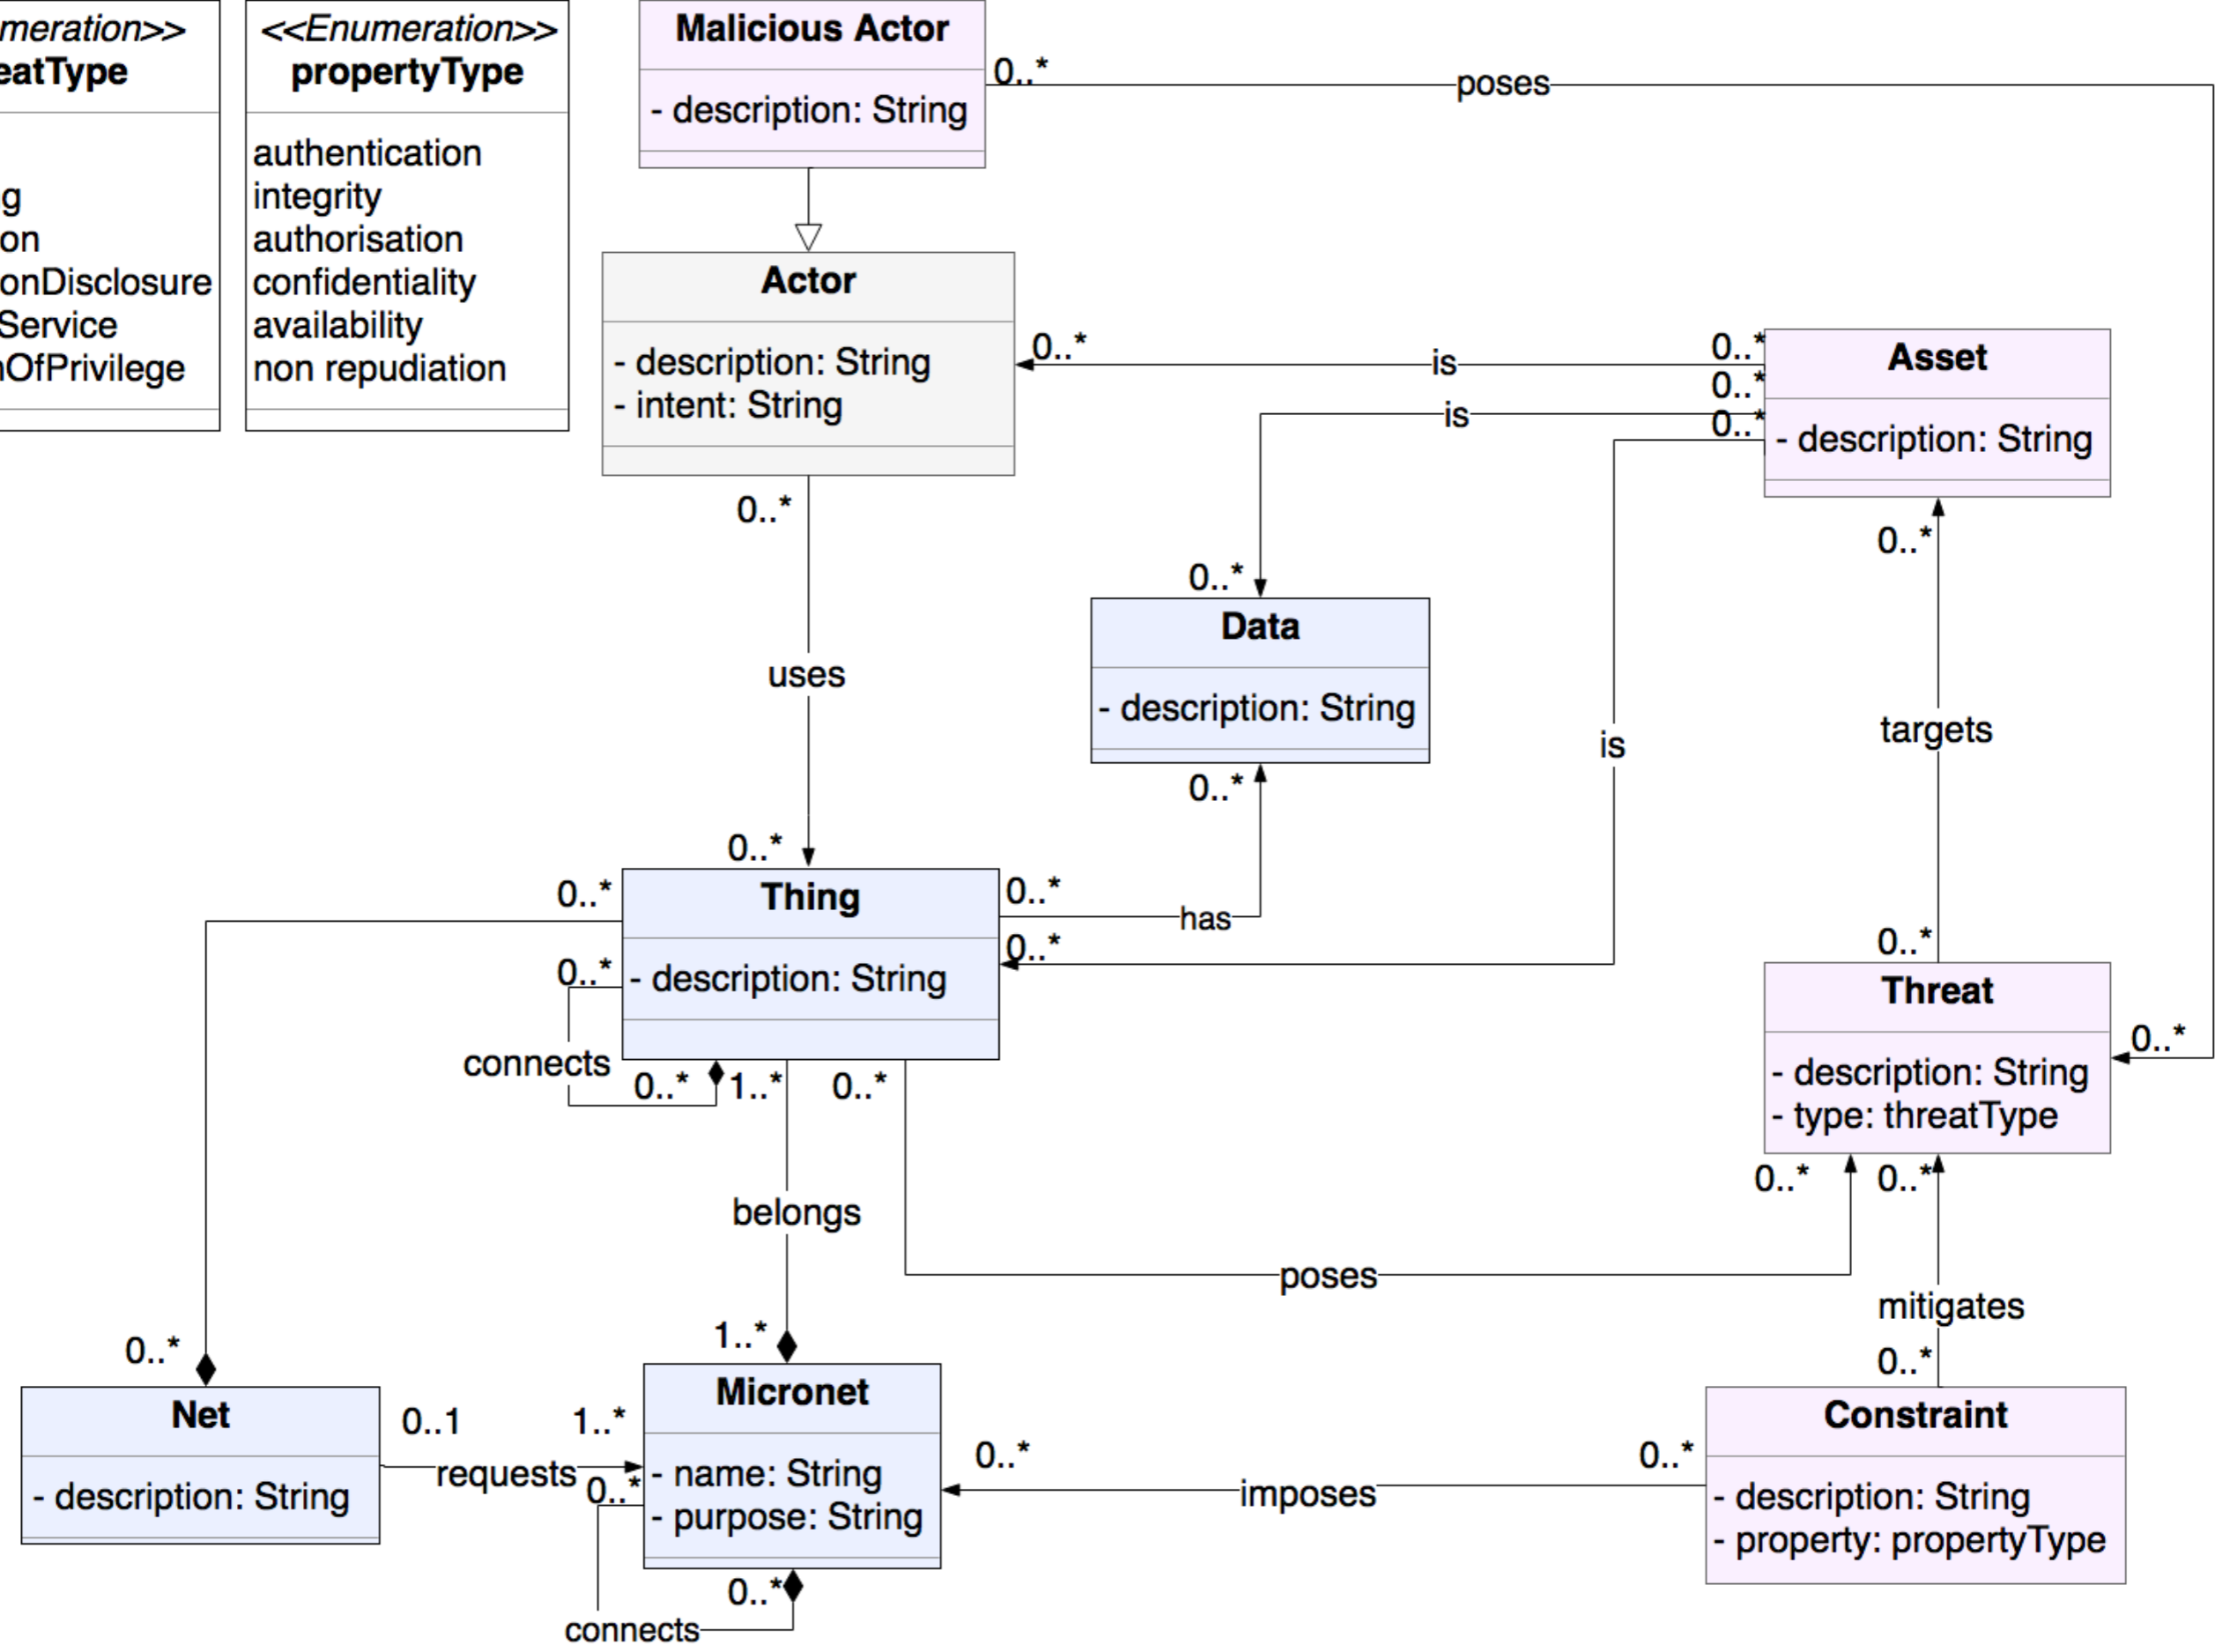 <<Enumeration>>
propertyType
authentication
integrity
authorisation
confidentiality
availability
non repudiation
meration>>
eatType
g
on
onDisclosure
Service
OfPrivilege
Malicious Actor
- description: String
0..*
poses
Actor
- description: String
- intent: String
0..*
is
0..*
0..*
is
0..*
Asset
- description: String
0..*
0..*
0..*
Data
- description: String
uses
is
targets
0..*
0..*
0..*
Thing
- description: String
0..*
0..*
has
0..*
0..*
connects
0..*
1..*
0..*
0..*
Threat
- description: String
- type: threatType
0..*
0..*
0..*
belongs
poses
mitigates
0..*
1..*
0..*
Net
- description: String
0..1
1..*
requests
0..*
Micronet
- name: String
- purpose: String
0..*
connects
0..*
imposes
0..*
Constraint
- description: String
- property: propertyType